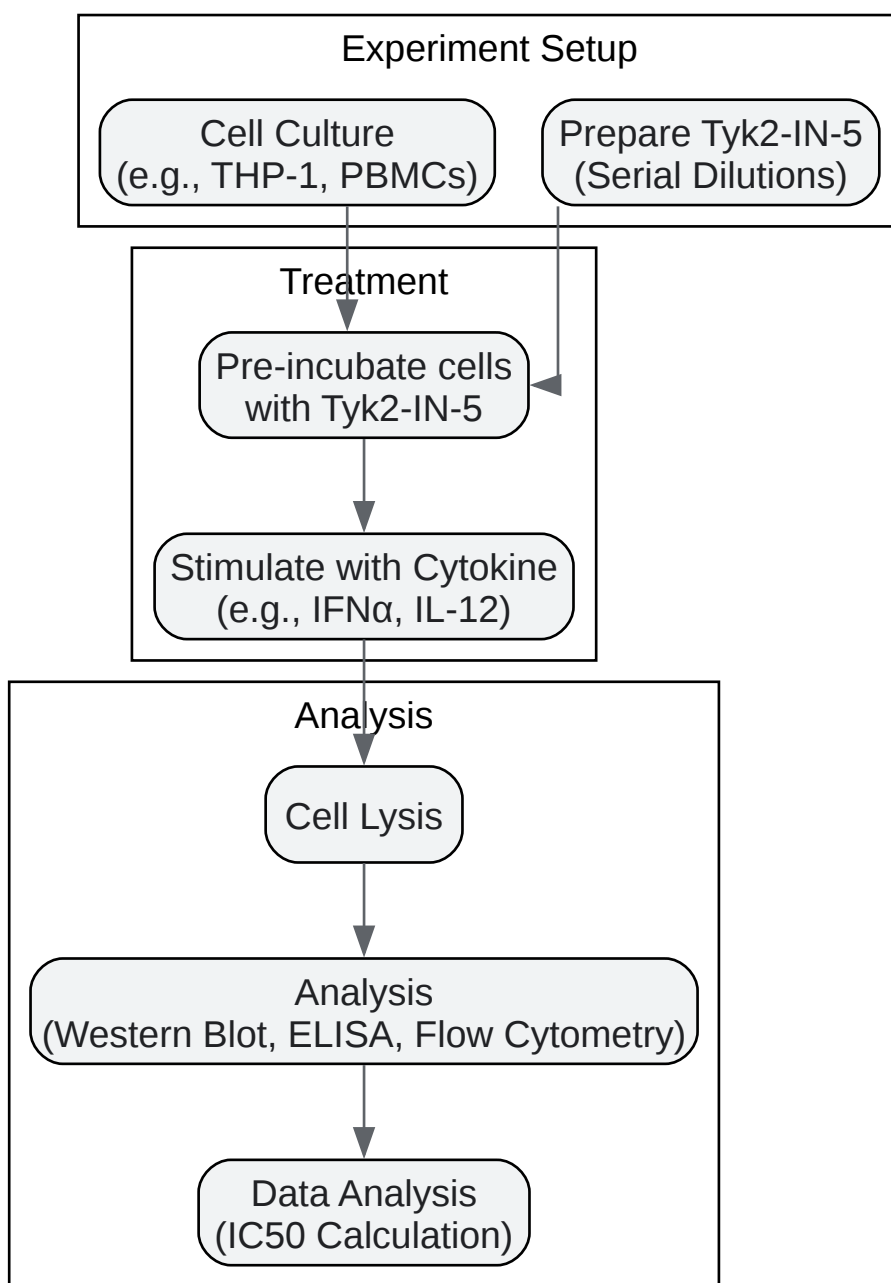 Experiment Setup
Cell Culture
(e.g., THP-1, PBMCs)
Prepare Tyk2-IN-5
(Serial Dilutions)
Treatment
Pre-incubate cells
with Tyk2-IN-5
Stimulate with Cytokine
(e.g., IFNα, IL-12)
Analysis
Cell Lysis
Analysis
(Western Blot, ELISA, Flow Cytometry)
Data Analysis
(IC50 Calculation)